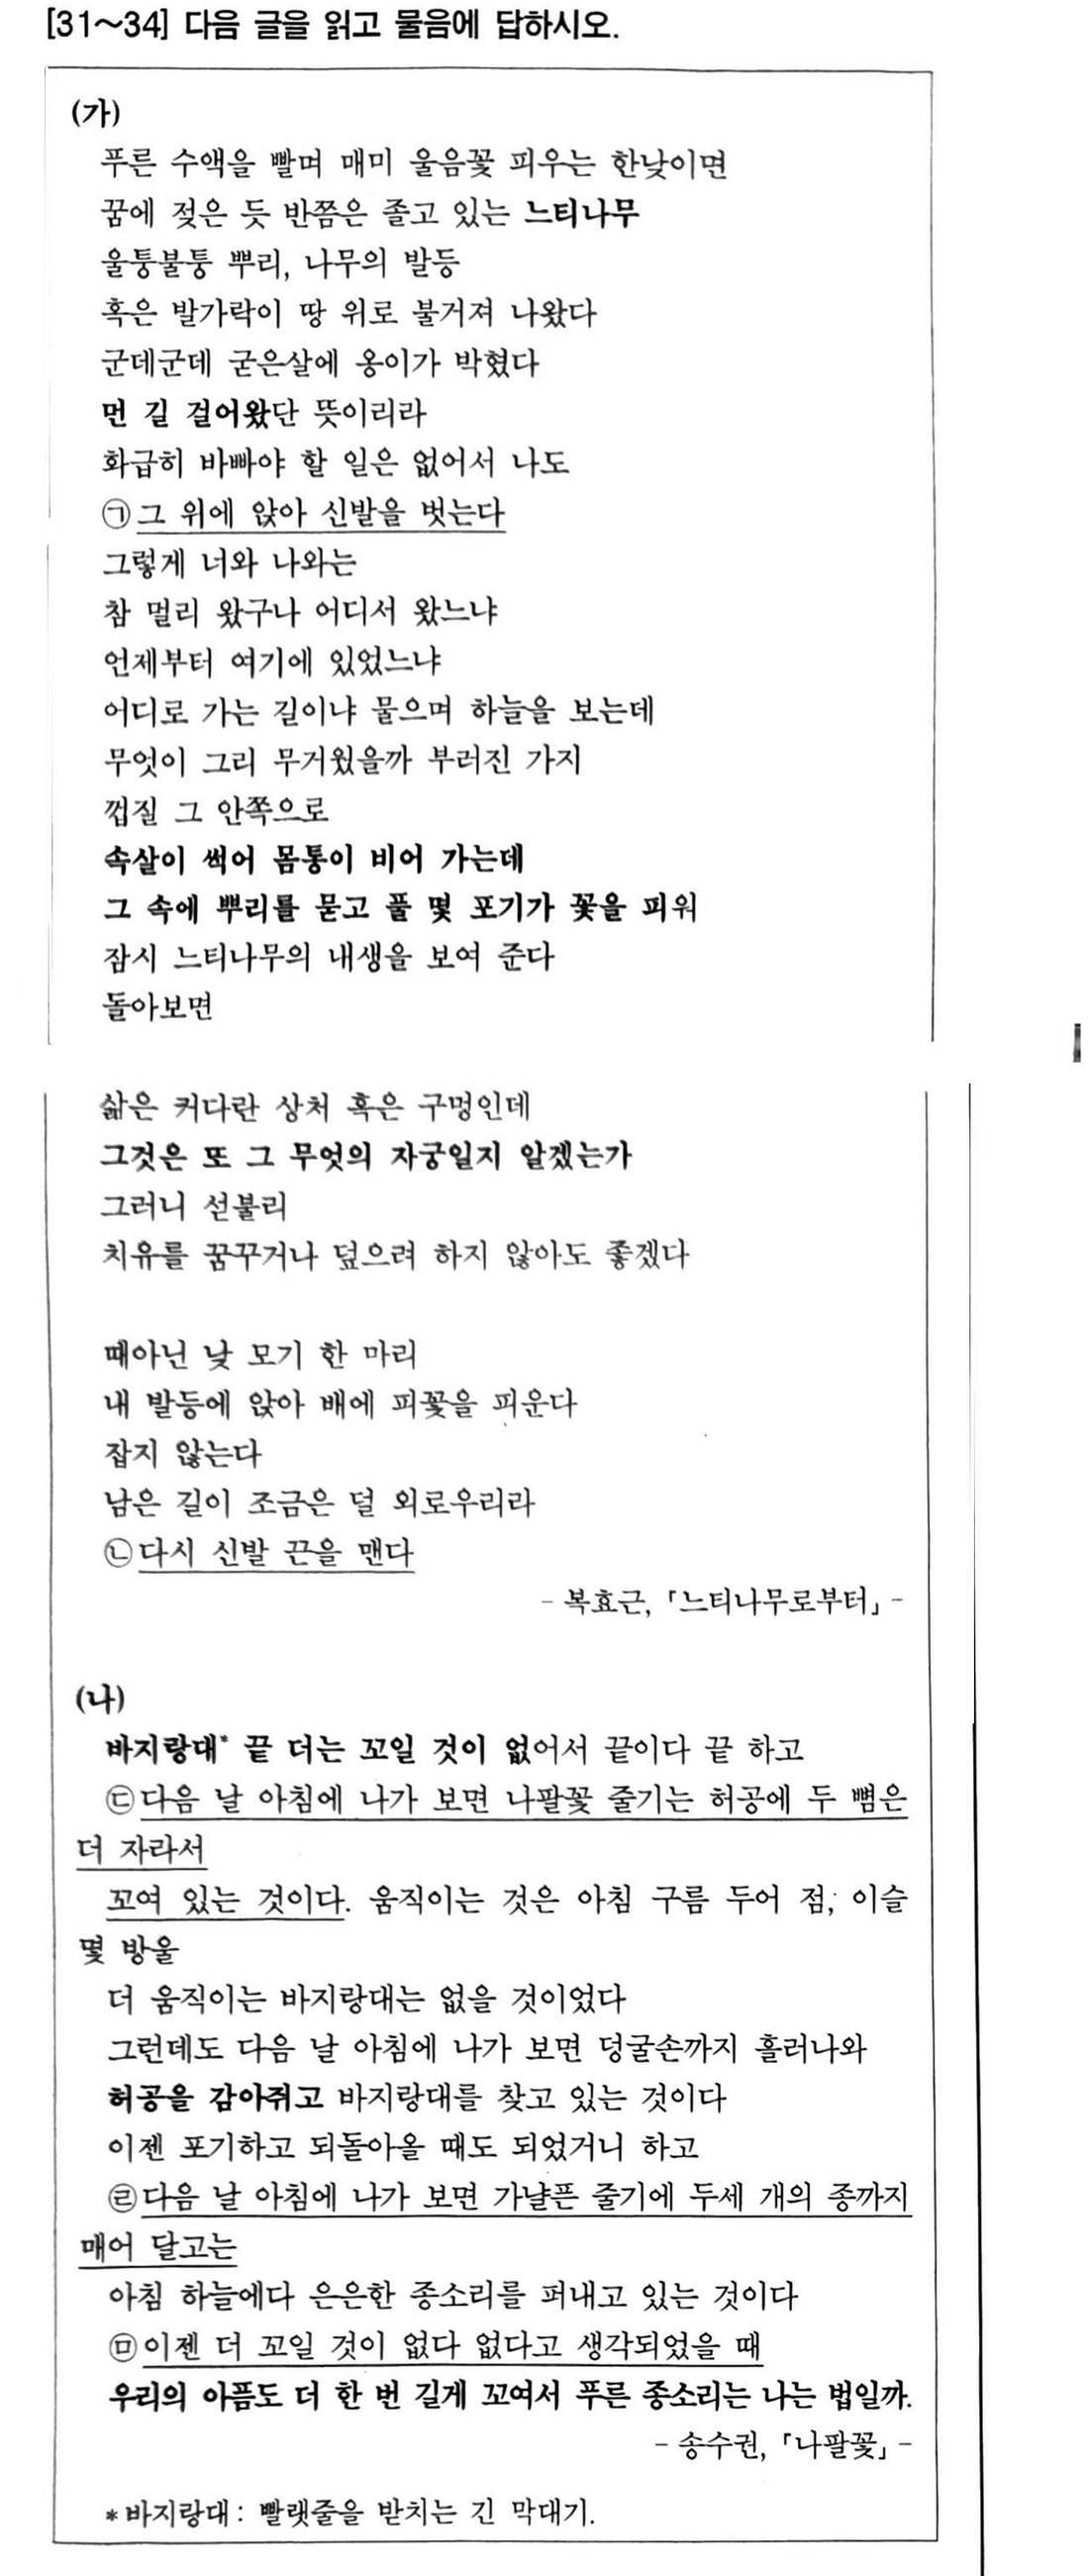 [31~34] 다음 글을 읽고 물음에 답하시오.
(가)
푸른 수액을 빨며 매미 울음꽃 피우는 한낮이면
꿈에 젖은 듯 반쯤은 졸고 있는 느티나무
울퉁불퉁 뿌리, 나무의 발등
혹은 발가락이 땅 위로 불거져 나왔다
군데군데 굳은살에 옹이가 박혔다
먼 길 걸어왔단 뜻이리라
화급히 바빠야 할 일은 없어서 나도
㉠그 위에 앉아 신발을 벗는다
그렇게 너와 나와는
참 멀리 왔구나 어디서 왔느냐
언제부터 여기에 있었느냐
어디로 가는 길이냐 물으며 하늘을 보는데
무엇이 그리 무거웠을까 부러진 가지
껍질 그 안쪽으로
속살이 썩어 몸통이 비어 가는데
그 속에 뿌리를 묻고 풀 몇 포기가 꽃을 피워
잠시 느티나무의 내생을 보여 준다
돌아보면
삶은 커다란 상처 혹은 구멍인데
그것은 또 그 무엇의 자궁일지 알겠는가
그러니 섣불리
치유를 꿈꾸거나 덮으려 하지 않아도 좋겠다
때아닌 낮 모기 한 마리
내 발등에 앉아 배에 피꽃을 피운다
잡지 않는다
남은 길이 조금은 덜 외로우리라
㉡다시 신발 끈을 맨다
- 복효근, 「느티나무로부터」 -
(나)
바지랑대* 끝 더는 꼬일 것이 없어서 끝이다 끝 하고
㉢다음 날 아침에 나가 보면 나팔꽃 줄기는 허공에 두 뼘은
더 자라서
꼬여 있는 것이다. 움직이는 것은 아침 구름 두어 점, 이슬
몇 방울
더 움직이는 바지랑대는 없을 것이었다
그런데도 다음 날 아침에 나가 보면 덩굴손까지 흘러나와
허공을 감아쥐고 바지랑대를 찾고 있는 것이다
이젠 포기하고 되돌아올 때도 되었거니 하고
㉣다음 날 아침에 나가 보면 가냘픈 줄기에 두세 개의 종까지
매어 달고는
아침 하늘에다 은은한 종소리를 퍼내고 있는 것이다
㉤이젠 더 꼬일 것이 없다 없다고 생각되었을 때
우리의 아픔도 더 한 번 길게 꼬여서 푸른 종소리는 나는 법일까.
- 송수권, 「나팔꽃」 -
*바지랑대: 빨랫줄을 받치는 긴 막대기.